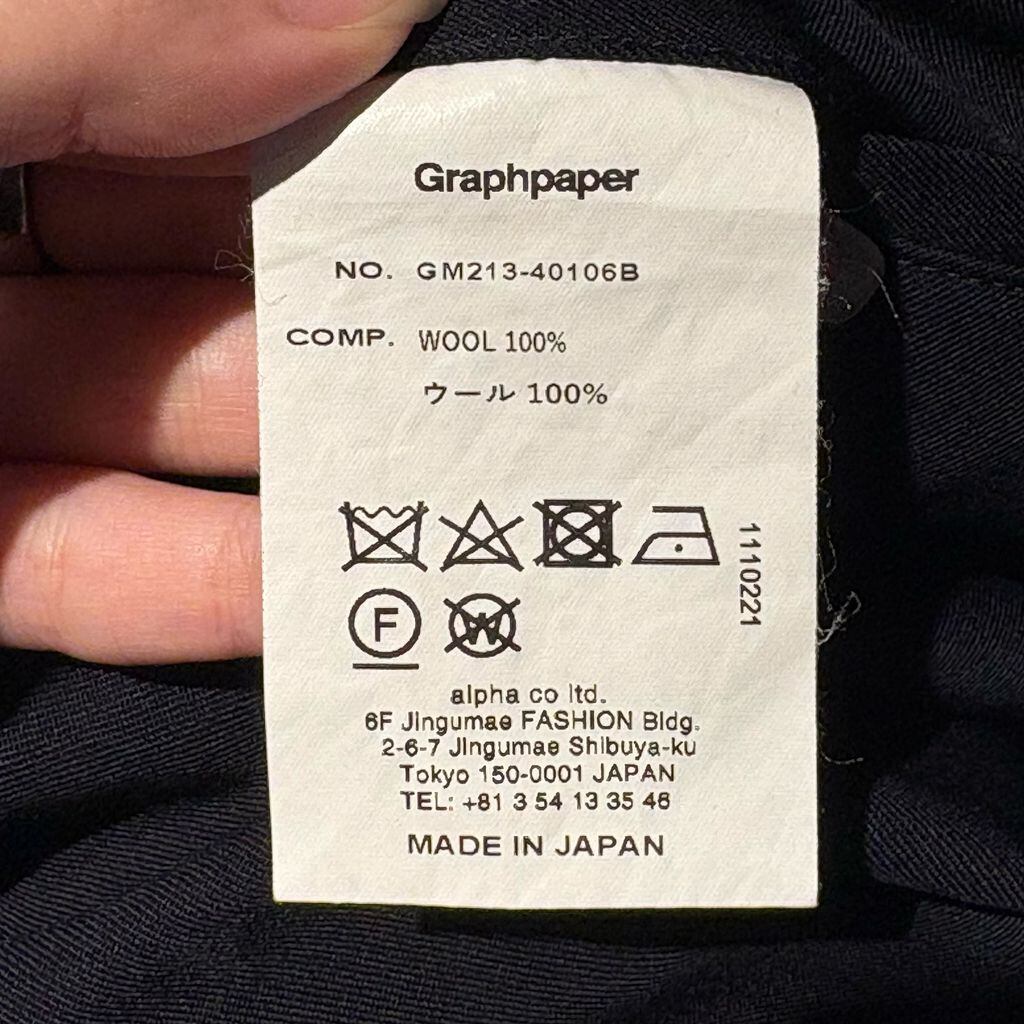 Graphpaper
NO. GM213-40106B
COMP. WOOL 100%
ウール 100%
1110221
F
W
alpha co ltd.
6F Jingumae FASHION Bldg.
2-6-7 Jingumae Shibuya-ku
Tokyo 150-0001 JAPAN
TEL: +81 3 54 13 35 46
MADE IN JAPAN